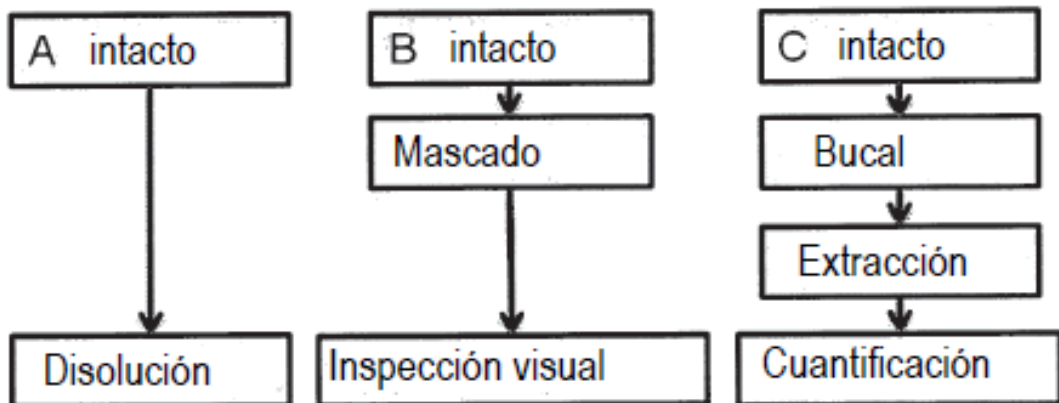 A intacto
B intacto
C intacto
Mascado
Bucal
Extracción
Disolución
Inspección visual
Cuantificación